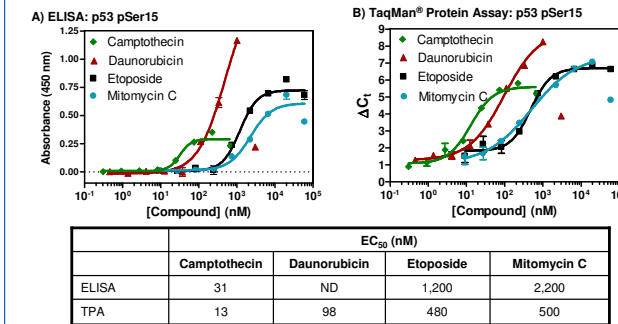 A) ELISA: p53 pSer15
Camptothecin
Daunorubicin
Etoposide
Mitomycin C
Absorbance (450 nm)
1.25
1.00
0.75
0.50
0.25
0.00
10⁻¹ 10⁰ 10¹ 10² 10³ 10⁴ 10⁵
[Compound] (nM)
B) TaqMan® Protein Assay: p53 pSer15
Camptothecin
Daunorubicin
Etoposide
Mitomycin C
ΔCt
9
8
7
6
5
4
3
2
1
0
10⁻¹ 10⁰ 10¹ 10² 10³ 10⁴ 10⁵
[Compound] (nM)
EC50 (nM)
Camptothecin Daunorubicin Etoposide Mitomycin C
ELISA 31 ND 1,200 2,200
TPA 13 98 480 500